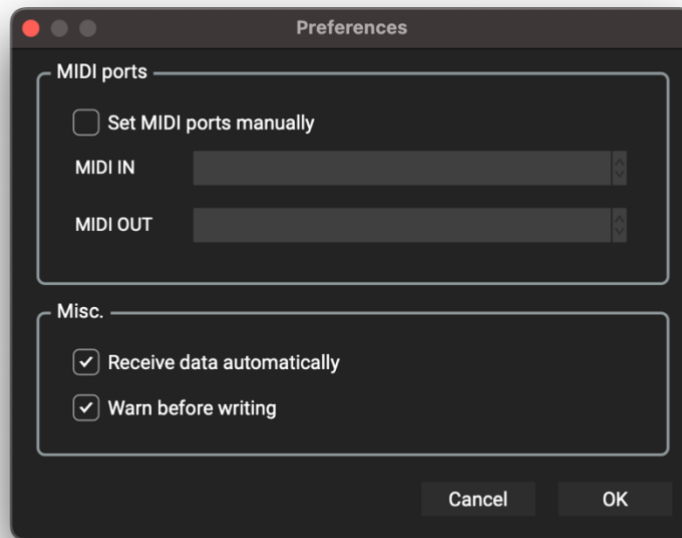 Preferences
MIDI ports
Set MIDI ports manually
MIDI IN
MIDI OUT
Misc.
Receive data automatically
Warn before writing
Cancel OK